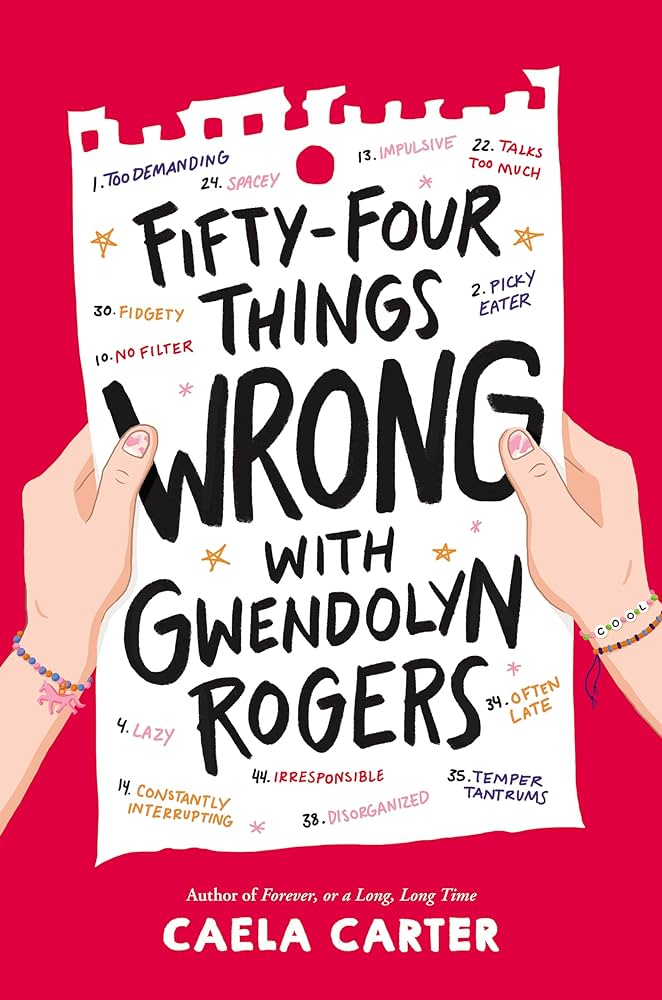 1. TOO DEMANDING
24. SPACEY
13. IMPULSIVE
22. TALKS
TOO MUCH
FIFTY-FOUR
THINGS
2. PICKY
EATER
30. FIDGETY
10. NO FILTER
WRONG
WITH
GWENDOLYN
COOL
ROGERS
34. OFTEN
LATE
4. LAZY
44. IRRESPONSIBLE
35. TEMPER
TANTRUMS
14. CONSTANTLY
INTERRUPTING
38. DISORGANIZED
Author of Forever, or a Long, Long Time
CAELA CARTER